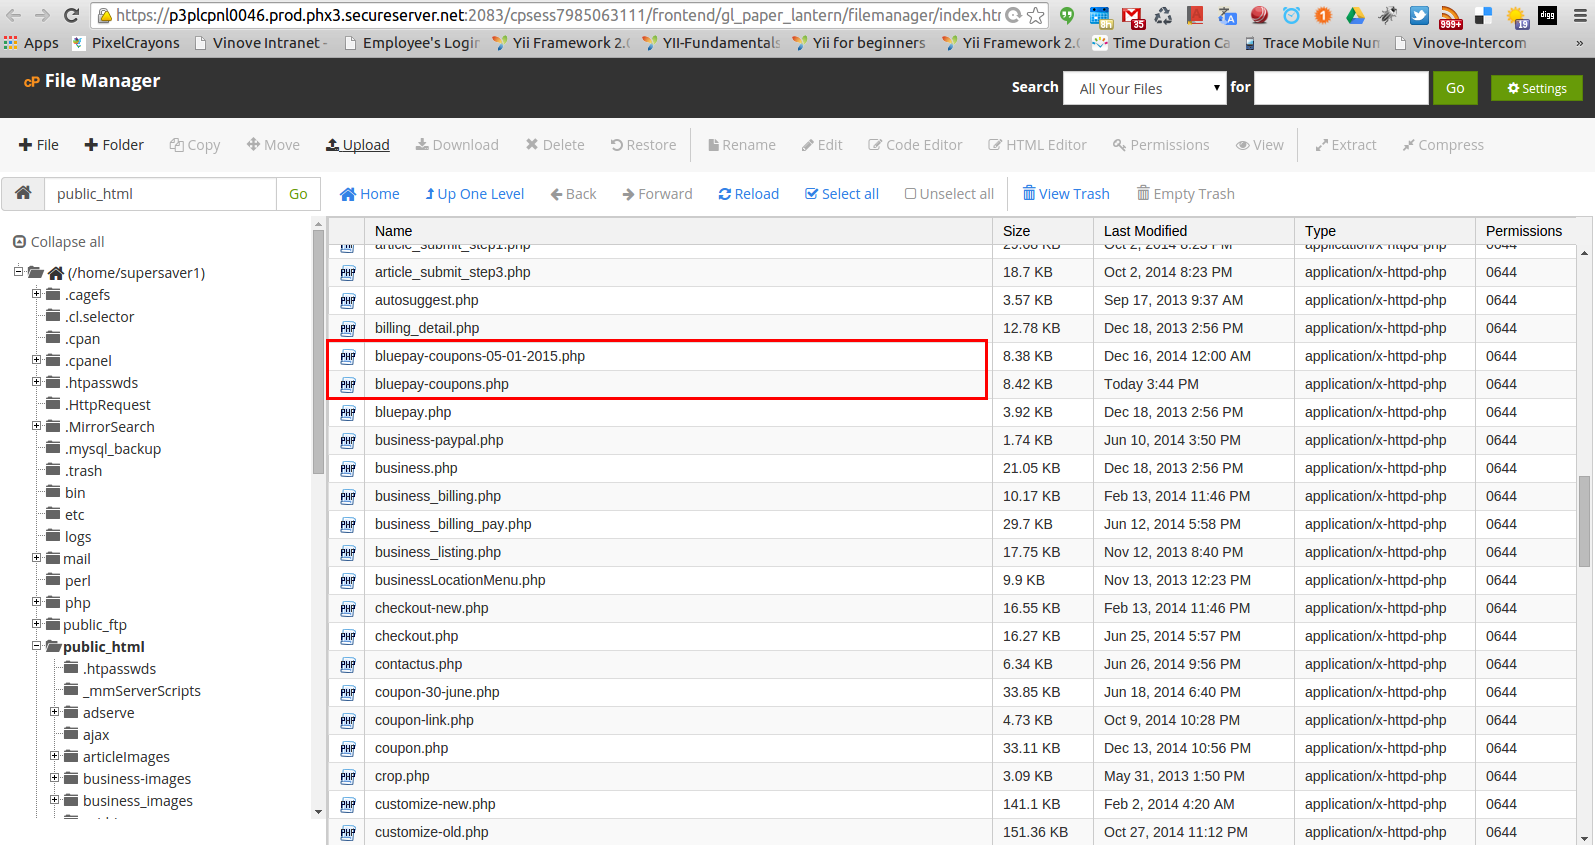 https://p3plcpnl0046.prod.phx3.secureserver.net:2083/cpsess7985063111/frontend/gl_paper_lantern/filemanager/index.htm
Apps PixelCrayons Vinove Intranet - Employee's Login Yii Framework 2.0 YII-Fundamentals Yii for beginners Yii Framework 2.0 Time Duration Ca Trace Mobile Num Vinove-Intercom »
cP File Manager
Search All Your Files for Go Settings
File Folder Copy Move Upload Download Delete Restore Rename Edit Code Editor HTML Editor Permissions View Extract Compress
public_html Go Home Up One Level Back Forward Reload Select all Unselect all View Trash Empty Trash
Collapse all
(/home/supersaver1)
.cagefs
.cl.selector
.cpan
.cpanel
.htpasswds
.HttpRequest
.MirrorSearch
.mysql_backup
.trash
bin
etc
logs
mail
perl
php
public_ftp
public_html
.htpasswds
_mmServerScripts
adserve
ajax
articleImages
business-images
business_images
Name Size Last Modified Type Permissions
article_submit_step1.php 29.08 KB Oct 2, 2014 8:23 PM application/x-httpd-php 0644
article_submit_step3.php 18.7 KB Oct 2, 2014 8:23 PM application/x-httpd-php 0644
autosuggest.php 3.57 KB Sep 17, 2013 9:37 AM application/x-httpd-php 0644
billing_detail.php 12.78 KB Dec 18, 2013 2:56 PM application/x-httpd-php 0644
bluepay-coupons-05-01-2015.php 8.38 KB Dec 16, 2014 12:00 AM application/x-httpd-php 0644
bluepay-coupons.php 8.42 KB Today 3:44 PM application/x-httpd-php 0644
bluepay.php 3.92 KB Dec 18, 2013 2:56 PM application/x-httpd-php 0644
business-paypal.php 1.74 KB Jun 10, 2014 3:50 PM application/x-httpd-php 0644
business.php 21.05 KB Dec 18, 2013 2:56 PM application/x-httpd-php 0644
business_billing.php 10.17 KB Feb 13, 2014 11:46 PM application/x-httpd-php 0644
business_billing_pay.php 29.7 KB Jun 12, 2014 5:58 PM application/x-httpd-php 0644
business_listing.php 17.75 KB Nov 12, 2013 8:40 PM application/x-httpd-php 0644
businessLocationMenu.php 9.9 KB Nov 13, 2013 12:23 PM application/x-httpd-php 0644
checkout-new.php 16.55 KB Feb 13, 2014 11:46 PM application/x-httpd-php 0644
checkout.php 16.27 KB Jun 25, 2014 5:57 PM application/x-httpd-php 0644
contactus.php 6.34 KB Jun 26, 2014 9:56 PM application/x-httpd-php 0644
coupon-30-june.php 33.85 KB Jun 18, 2014 6:40 PM application/x-httpd-php 0644
coupon-link.php 4.73 KB Oct 9, 2014 10:28 PM application/x-httpd-php 0644
coupon.php 33.11 KB Dec 13, 2014 10:56 PM application/x-httpd-php 0644
crop.php 3.09 KB May 31, 2013 1:50 PM application/x-httpd-php 0644
customize-new.php 141.1 KB Feb 2, 2014 4:20 AM application/x-httpd-php 0644
customize-old.php 151.36 KB Oct 27, 2014 11:12 PM application/x-httpd-php 0644